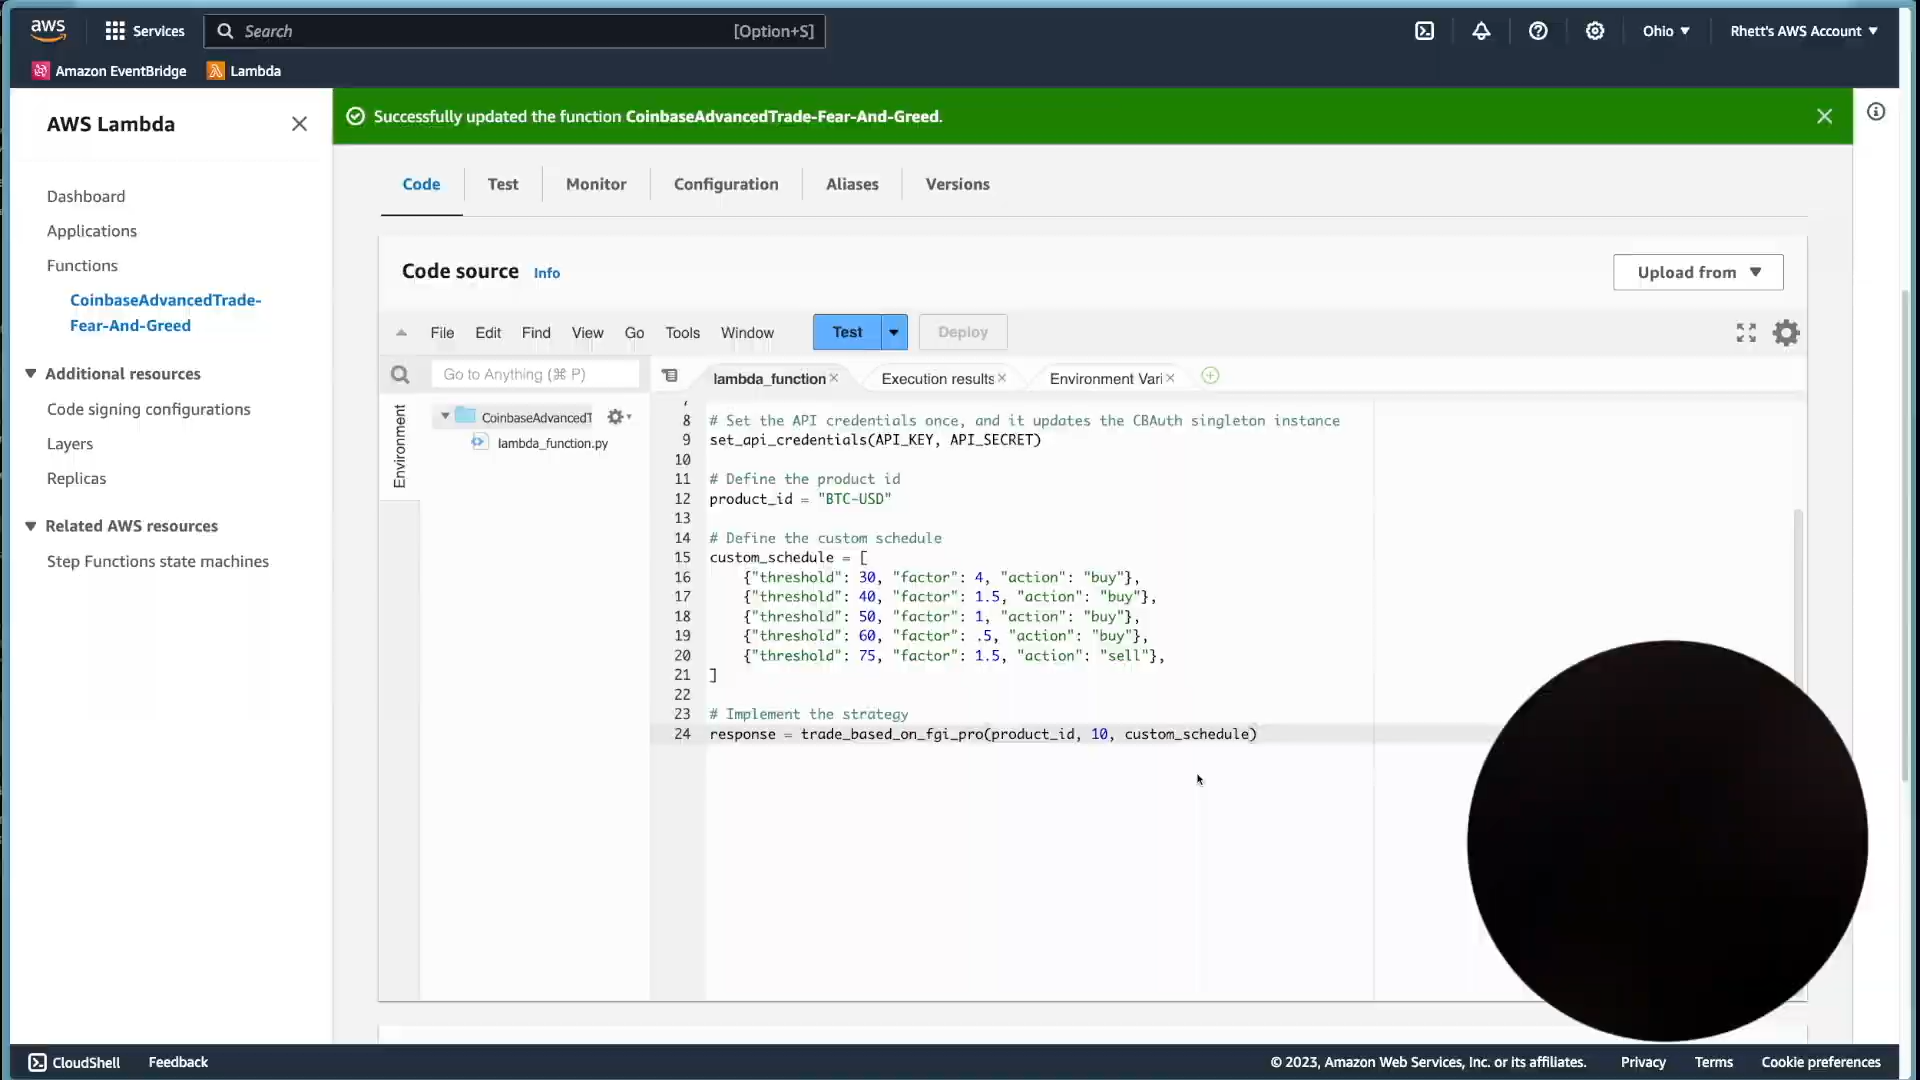 aws
Services
Search
[Option+S]
Ohio
Rhett's AWS Account
Amazon EventBridge
Lambda
AWS Lambda
Dashboard
Applications
Functions
CoinbaseAdvancedTrade-
Fear-And-Greed
Additional resources
Code signing configurations
Layers
Replicas
Related AWS resources
Step Functions state machines
Successfully updated the function CoinbaseAdvancedTrade-Fear-And-Greed.
Code
Test
Monitor
Configuration
Aliases
Versions
Code source
Info
Upload from
File
Edit
Find
View
Go
Tools
Window
Test
Deploy
Go to Anything (⌘ P)
Environment
CoinbaseAdvancedT
lambda_function.py
lambda_function
Execution results
Environment Vari
8 # Set the API credentials once, and it updates the CBAuth singleton instance
9 set_api_credentials(API_KEY, API_SECRET)
10
11 # Define the product id
12 product_id = "BTC-USD"
13
14 # Define the custom schedule
15 custom_schedule = [
16     {"threshold": 30, "factor": 4, "action": "buy"},
17     {"threshold": 40, "factor": 1.5, "action": "buy"},
18     {"threshold": 50, "factor": 1, "action": "buy"},
19     {"threshold": 60, "factor": .5, "action": "buy"},
20     {"threshold": 75, "factor": 1.5, "action": "sell"},
21 ]
22
23 # Implement the strategy
24 response = trade_based_on_fgi_pro(product_id, 10, custom_schedule)
CloudShell
Feedback
© 2023, Amazon Web Services, Inc. or its affiliates.
Privacy
Terms
Cookie preferences